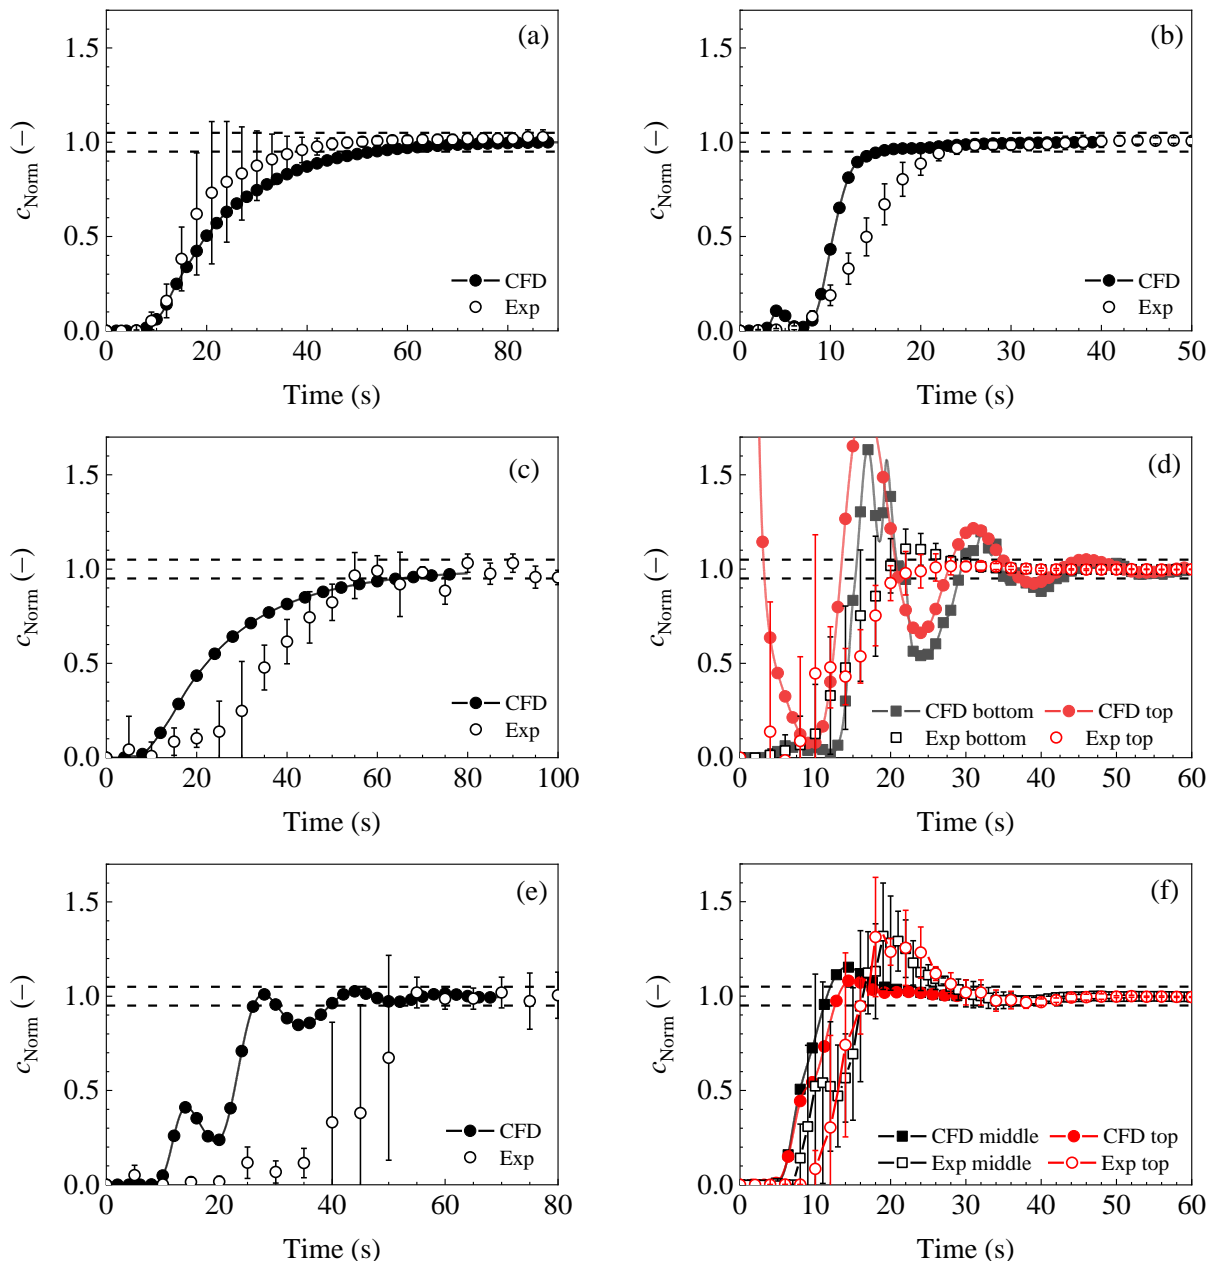 (a)
1.5
1.0
0.5
0.0
c_Norm (–)
CFD
Exp
0 20 40 60 80
Time (s)
(b)
1.5
1.0
0.5
0.0
c_Norm (–)
CFD
Exp
0 10 20 30 40 50
Time (s)
(c)
1.5
1.0
0.5
0.0
c_Norm (–)
CFD
Exp
0 20 40 60 80 100
Time (s)
(d)
1.5
1.0
0.5
0.0
c_Norm (–)
CFD bottom CFD top
Exp bottom Exp top
0 10 20 30 40 50 60
Time (s)
(e)
1.5
1.0
0.5
0.0
c_Norm (–)
CFD
Exp
0 20 40 60 80
Time (s)
(f)
1.5
1.0
0.5
0.0
c_Norm (–)
CFD middle CFD top
Exp middle Exp top
0 10 20 30 40 50 60
Time (s)